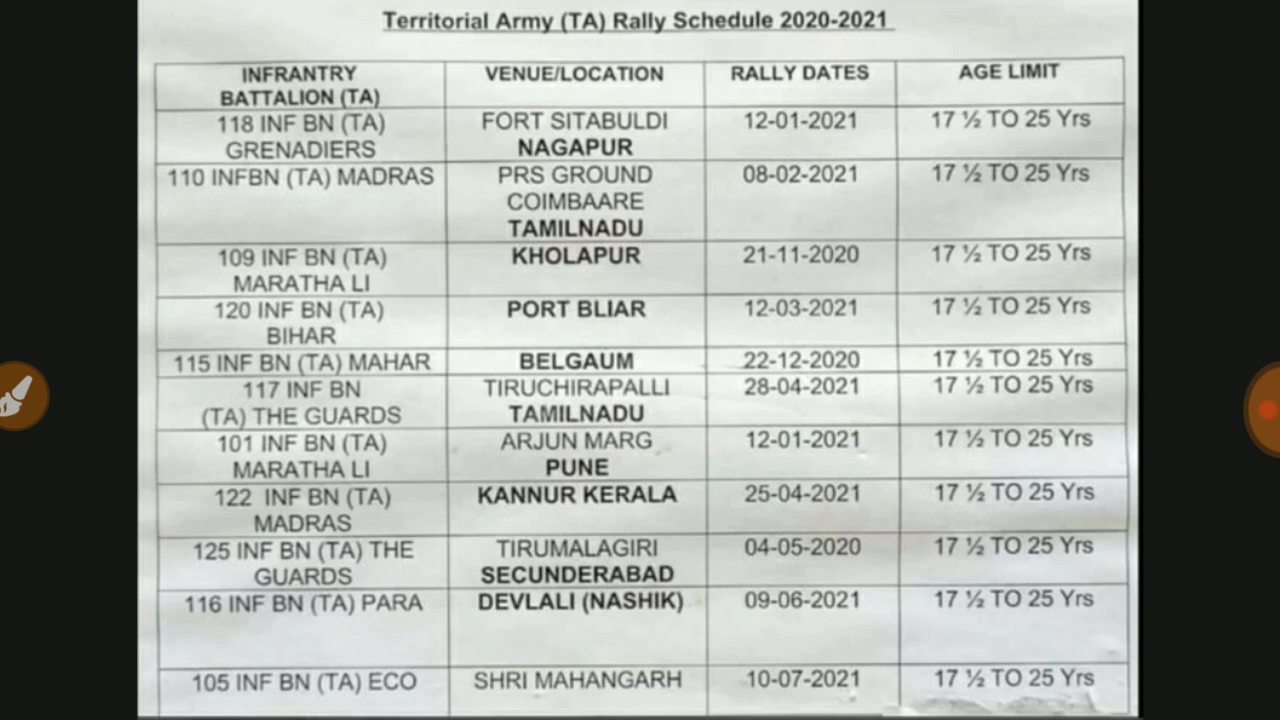 Territorial Army (TA) Rally Schedule 2020-2021
INFRANTRY VENUE/LOCATION RALLY DATES AGE LIMIT
BATTALION (TA)
118 INF BN (TA) FORT SITABULDI 12-01-2021 17 ½ TO 25 Yrs
GRENADIERS NAGAPUR
110 INFBN (TA) MADRAS PRS GROUND 08-02-2021 17 ½ TO 25 Yrs
COIMBAARE
TAMILNADU
109 INF BN (TA) KHOLAPUR 21-11-2020 17 ½ TO 25 Yrs
MARATHA LI
120 INF BN (TA) PORT BLIAR 12-03-2021 17 ½ TO 25 Yrs
BIHAR
115 INF BN (TA) MAHAR BELGAUM 22-12-2020 17 ½ TO 25 Yrs
117 INF BN TIRUCHIRAPALLI 28-04-2021 17 ½ TO 25 Yrs
(TA) THE GUARDS TAMILNADU
101 INF BN (TA) ARJUN MARG 12-01-2021 17 ½ TO 25 Yrs
MARATHA LI PUNE
122 INF BN (TA) KANNUR KERALA 25-04-2021 17 ½ TO 25 Yrs
MADRAS
125 INF BN (TA) THE TIRUMALAGIRI 04-05-2020 17 ½ TO 25 Yrs
GUARDS SECUNDERABAD
116 INF BN (TA) PARA DEVLALI (NASHIK) 09-06-2021 17 ½ TO 25 Yrs
105 INF BN (TA) ECO SHRI MAHANGARH 10-07-2021 17 ½ TO 25 Yrs